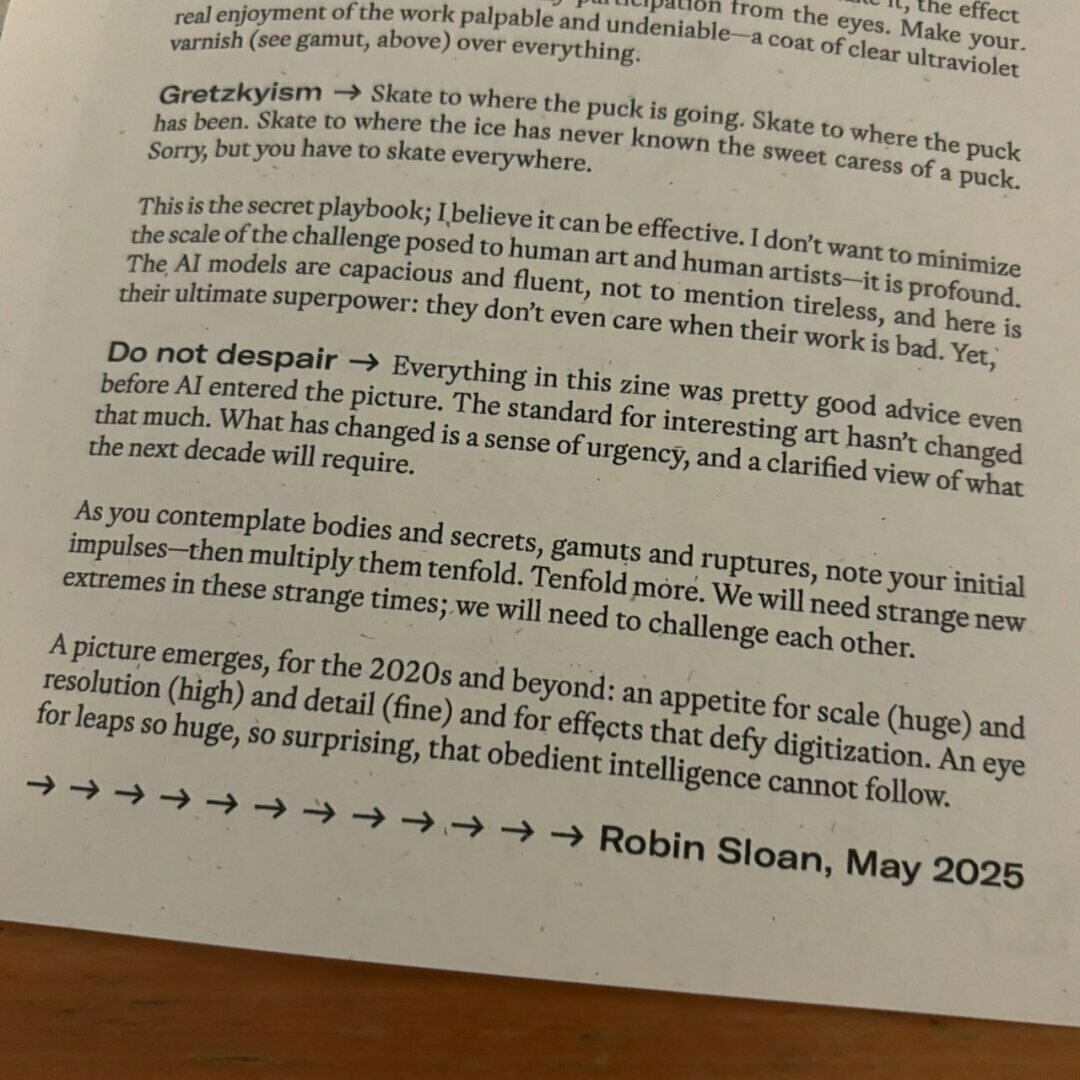 participation from the eyes. Make your
it, the effect
real enjoyment of the work palpable and undeniable—a coat of clear ultraviolet
varnish (see gamut, above) over everything.
Gretzkyism → Skate to where the puck is going. Skate to where the puck
has been. Skate to where the ice has never known the sweet caress of a puck.
Sorry, but you have to skate everywhere.
This is the secret playbook; I believe it can be effective. I don't want to minimize
the scale of the challenge posed to human art and human artists—it is profound.
The AI models are capacious and fluent, not to mention tireless, and here is
their ultimate superpower: they don't even care when their work is bad. Yet,
Do not despair → Everything in this zine was pretty good advice even
before AI entered the picture. The standard for interesting art hasn't changed
that much. What has changed is a sense of urgency, and a clarified view of what
the next decade will require.
As you contemplate bodies and secrets, gamuts and ruptures, note your initial
impulses—then multiply them tenfold. Tenfold more. We will need strange new
extremes in these strange times; we will need to challenge each other.
A picture emerges, for the 2020s and beyond: an appetite for scale (huge) and
resolution (high) and detail (fine) and for effects that defy digitization. An eye
for leaps so huge, so surprising, that obedient intelligence cannot follow.
→ → → → → → → → → → → → Robin Sloan, May 2025